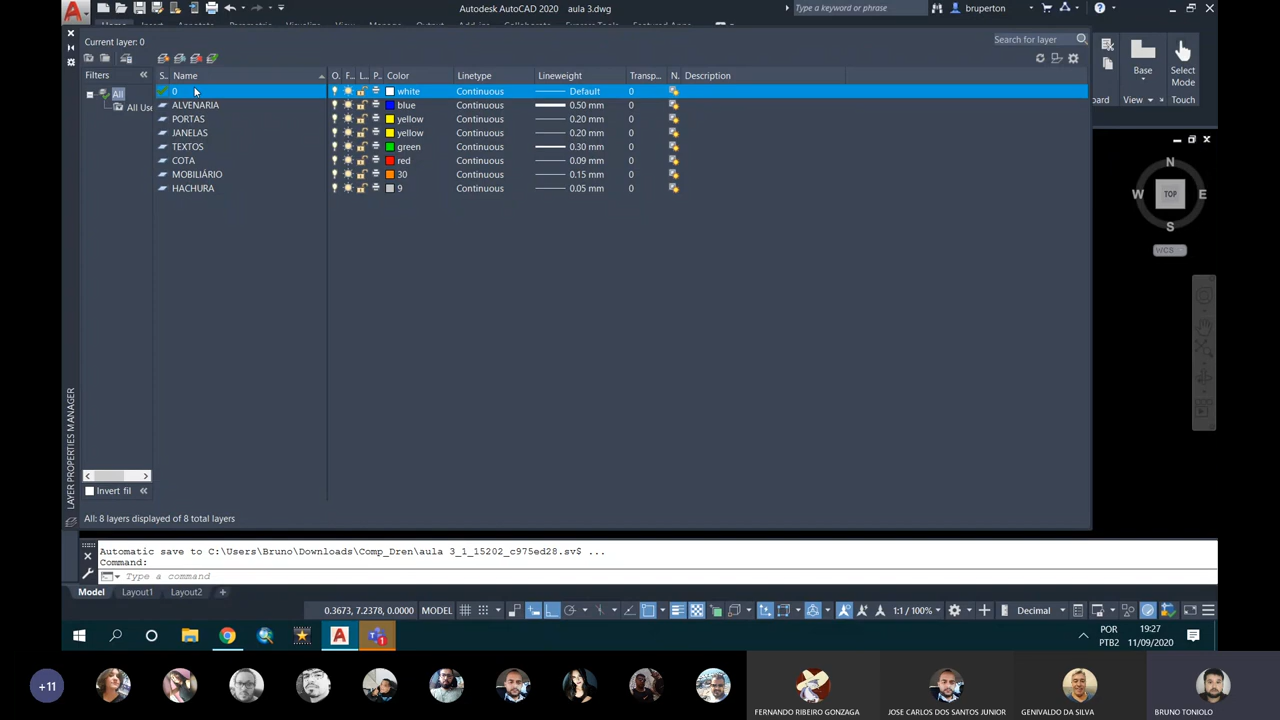 Autodesk AutoCAD 2020 aula 3.dwg
Type a keyword or phrase
bruperton
Current layer: 0
Search for layer
Filters
S.. Name O. F.. L.. P.. Color Linetype Lineweight Transp... N. Description
All
All Use
0 white Continuous Default 0
ALVENARIA blue Continuous 0.50 mm 0
PORTAS yellow Continuous 0.20 mm 0
JANELAS yellow Continuous 0.20 mm 0
TEXTOS green Continuous 0.30 mm 0
COTA red Continuous 0.09 mm 0
MOBILIÁRIO 30 Continuous 0.15 mm 0
HACHURA 9 Continuous 0.05 mm 0
Base
Select
Mode
board View Touch
N
W TOP E
S
WCS
LAYER PROPERTIES MANAGER
Invert fil
All: 8 layers displayed of 8 total layers
Automatic save to C:\Users\Bruno\Downloads\Comp_Dren\aula 3_1_15202_c975ed28.sv$ ...
Command:
Type a command
Model Layout1 Layout2 +
0.3673, 7.2378, 0.0000 MODEL 1:1 / 100% Decimal
POR
PTB2
19:27
11/09/2020
+11
FERNANDO RIBEIRO GONZAGA
JOSE CARLOS DOS SANTOS JUNIOR
GENIVALDO DA SILVA
BRUNO TONIOLO